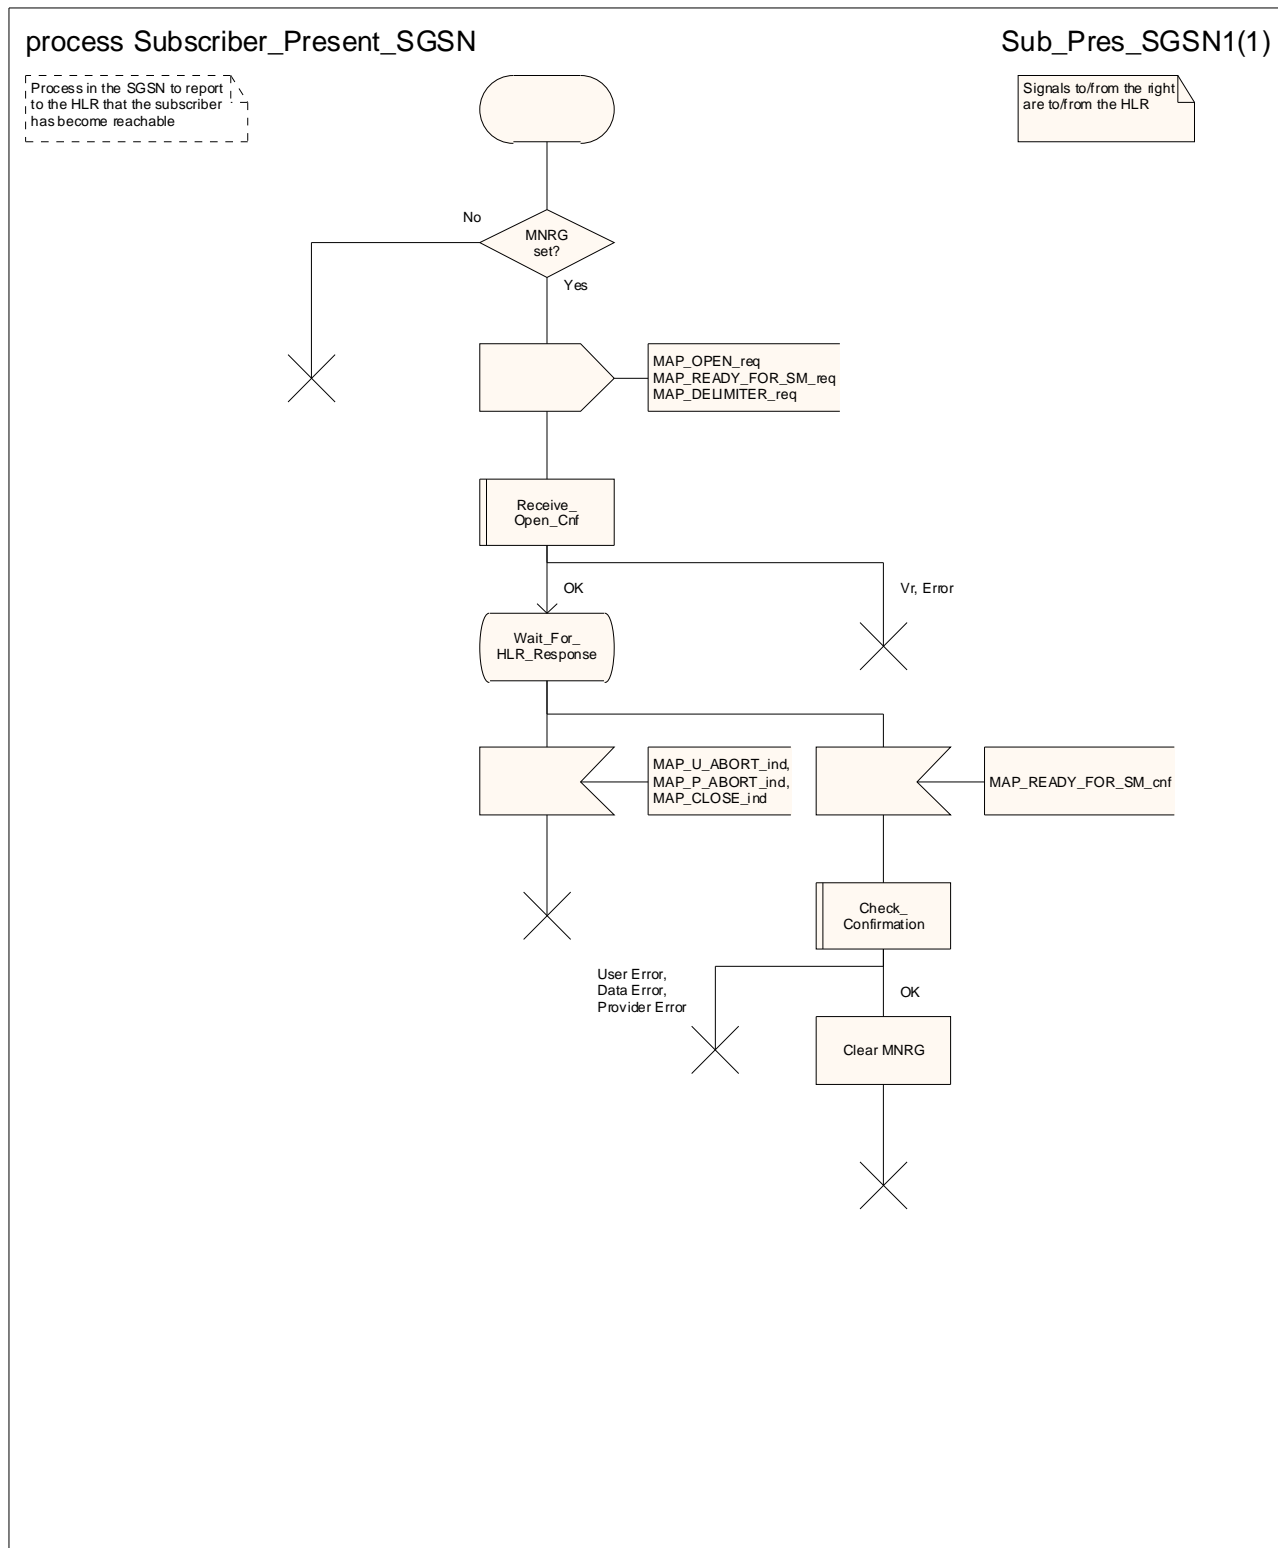 process Subscriber_Present_SGSN
Sub_Pres_SGSN1(1)
Process in the SGSN to report
to the HLR that the subscriber
has become reachable
Signals to/from the right
are to/from the HLR
No
MNRG
set?
Yes
MAP_OPEN_req
MAP_READY_FOR_SM_req
MAP_DELIMITER_req
Receive_
Open_Cnf
OK
Vr, Error
Wait_For_
HLR_Response
MAP_U_ABORT_ind,
MAP_P_ABORT_ind,
MAP_CLOSE_ind
MAP_READY_FOR_SM_cnf
Check_
Confirmation
User Error,
Data Error,
Provider Error
OK
Clear MNRG